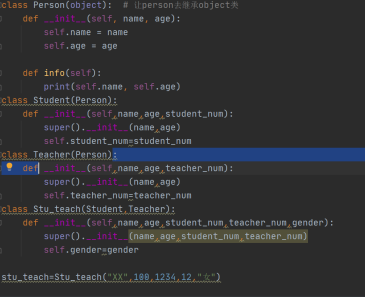 class Person(object):  # 让person去继承object类
    def __init__(self, name, age):
        self.name = name
        self.age = age

    def info(self):
        print(self.name, self.age)
class Student(Person):
    def __init__(self,name,age,student_num):
        super().__init__(name,age)
        self.student_num=student_num
class Teacher(Person):
    def __init__(self,name,age,teacher_num):
        super().__init__(name,age)
        self.teacher_num=teacher_num
class Stu_teach(Student,Teacher):
    def __init__(self,name,age,student_num,teacher_num,gender):
        super().__init__(name,age,student_num,teacher_num)
        self.gender=gender

stu_teach=Stu_teach("XX",100,1234,12,"女")